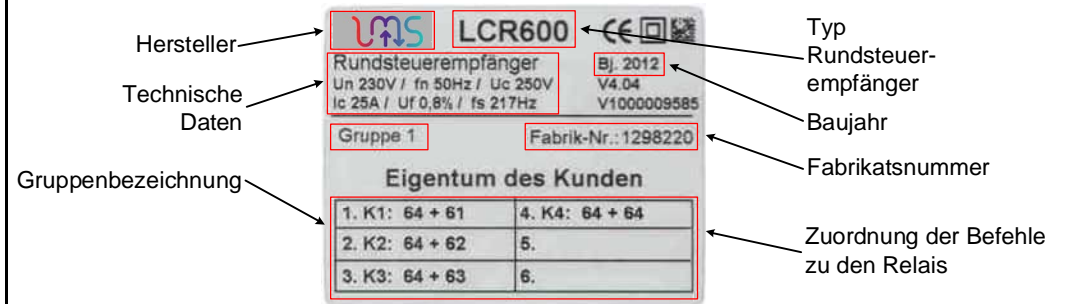 Hersteller
Technische
Daten
Gruppenbezeichnung
LMS
LCR600
CE
Rundsteuerempfänger
Un 230V / fn 50Hz / Uc 250V
Ic 25A / Uf 0,8% / fs 217Hz
Bj. 2012
V4.04
V1000009585
Gruppe 1
Fabrik-Nr.:1298220
Eigentum des Kunden
1. K1: 64 + 61
4. K4: 64 + 64
2. K2: 64 + 62
5.
3. K3: 64 + 63
6.
Typ
Rundsteuer-
empfänger
Baujahr
Fabrikatsnummer
Zuordnung der Befehle
zu den Relais